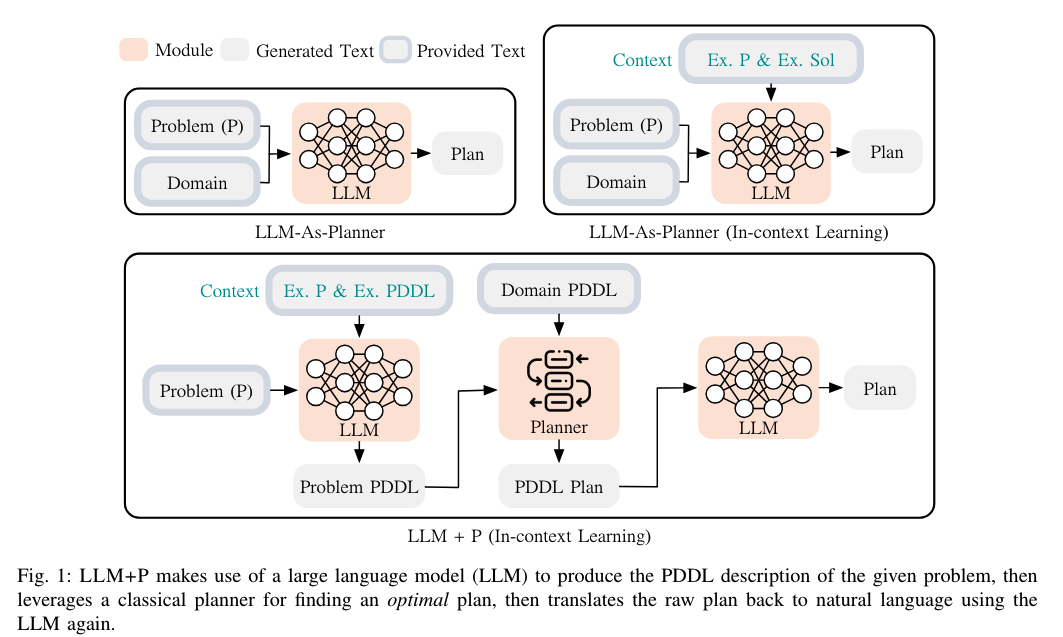 Module
Generated Text
Provided Text
Problem (P)
Domain
LLM
Plan
LLM-As-Planner
Context
Ex. P & Ex. Sol
Problem (P)
Domain
LLM
Plan
LLM-As-Planner (In-context Learning)
Context
Ex. P & Ex. PDDL
Domain PDDL
Problem (P)
LLM
Planner
LLM
Plan
Problem PDDL
PDDL Plan
LLM + P (In-context Learning)
Fig. 1: LLM+P makes use of a large language model (LLM) to produce the PDDL description of the given problem, then
leverages a classical planner for finding an optimal plan, then translates the raw plan back to natural language using the
LLM again.